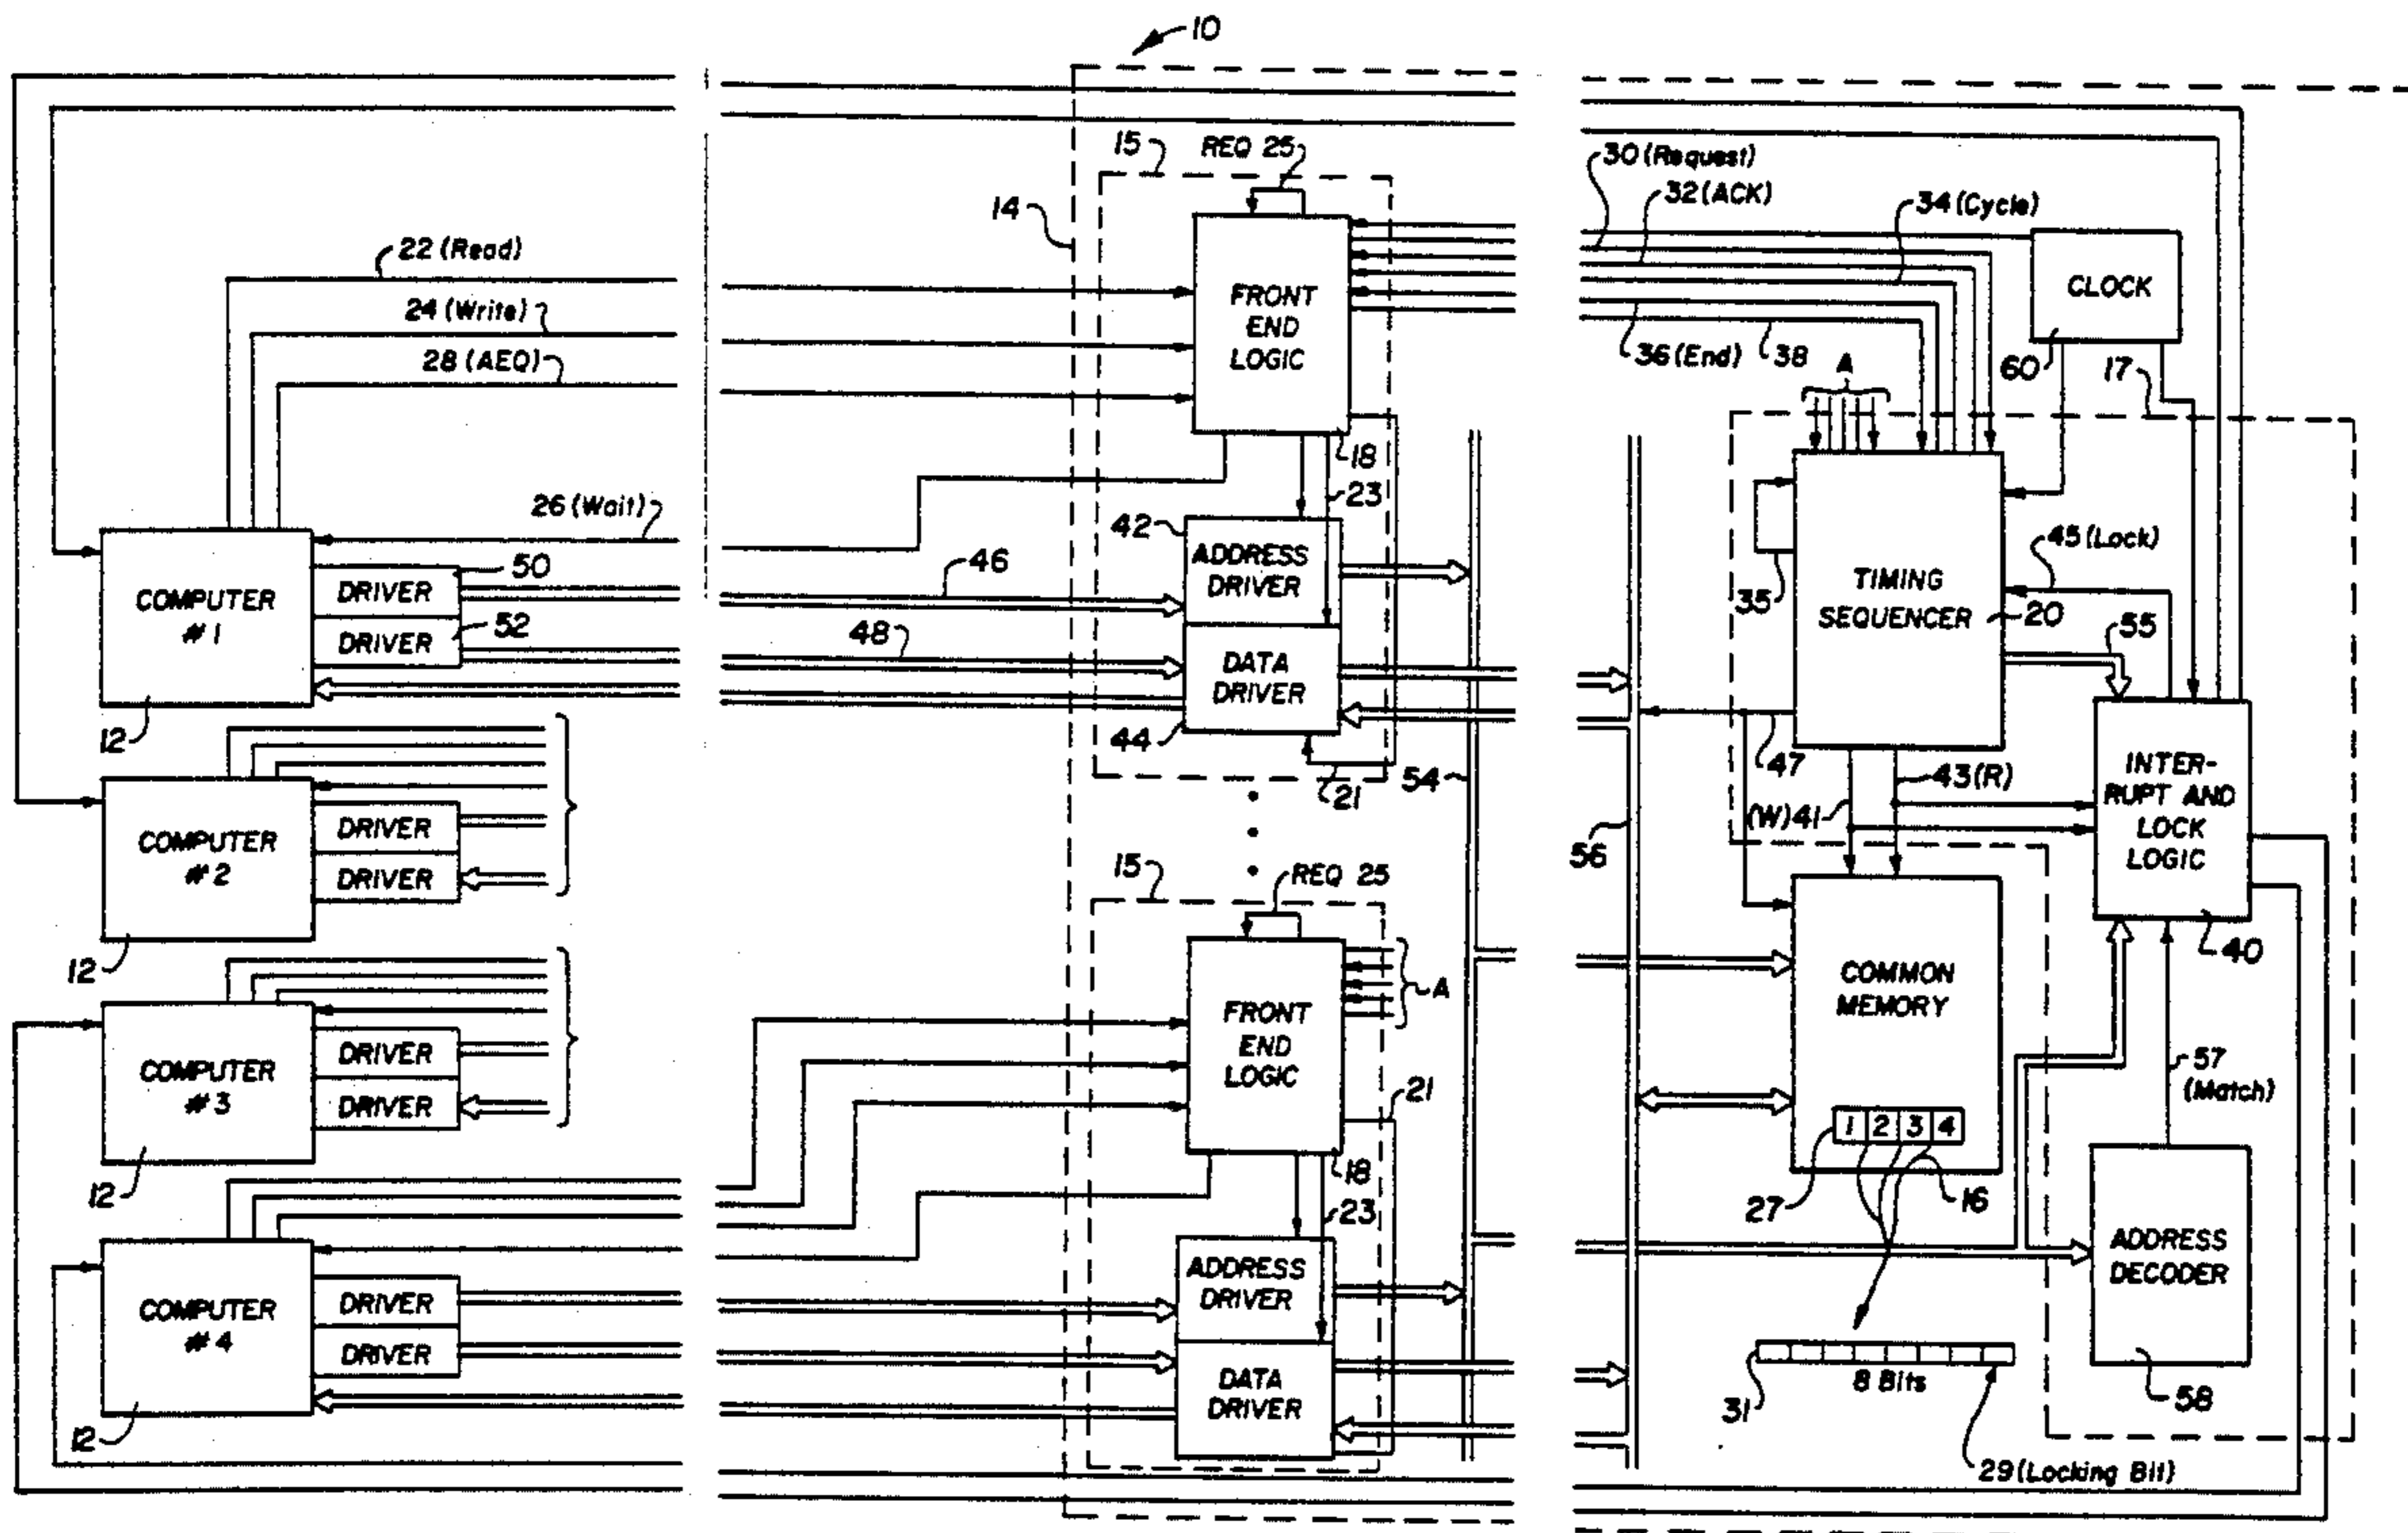 10
15
REQ 25
30 (Request)
32 (ACK)
34 (Cycle)
14
22 (Read)
24 (Write)
28 (AEQ)
FRONT
END
LOGIC
CLOCK
36 (End)
38
A
60
17
18
23
26 (Wait)
42
46
ADDRESS
DRIVER
45 (Lock)
50
COMPUTER
#1
DRIVER
DRIVER
52
48
DATA
DRIVER
35
TIMING
SEQUENCER
20
55
12
44
21
54
47
43(R)
(W)41
INTER-
RUPT AND
LOCK
LOGIC
40
COMPUTER
#2
DRIVER
DRIVER
12
15
REQ 25
56
FRONT
END
LOGIC
A
COMMON
MEMORY
1 2 3 4
27
16
57
(Match)
COMPUTER
#3
DRIVER
DRIVER
12
21
18
23
COMPUTER
#4
DRIVER
DRIVER
12
ADDRESS
DRIVER
DATA
DRIVER
ADDRESS
DECODER
58
31
8 Bits
29 (Locking Bit)